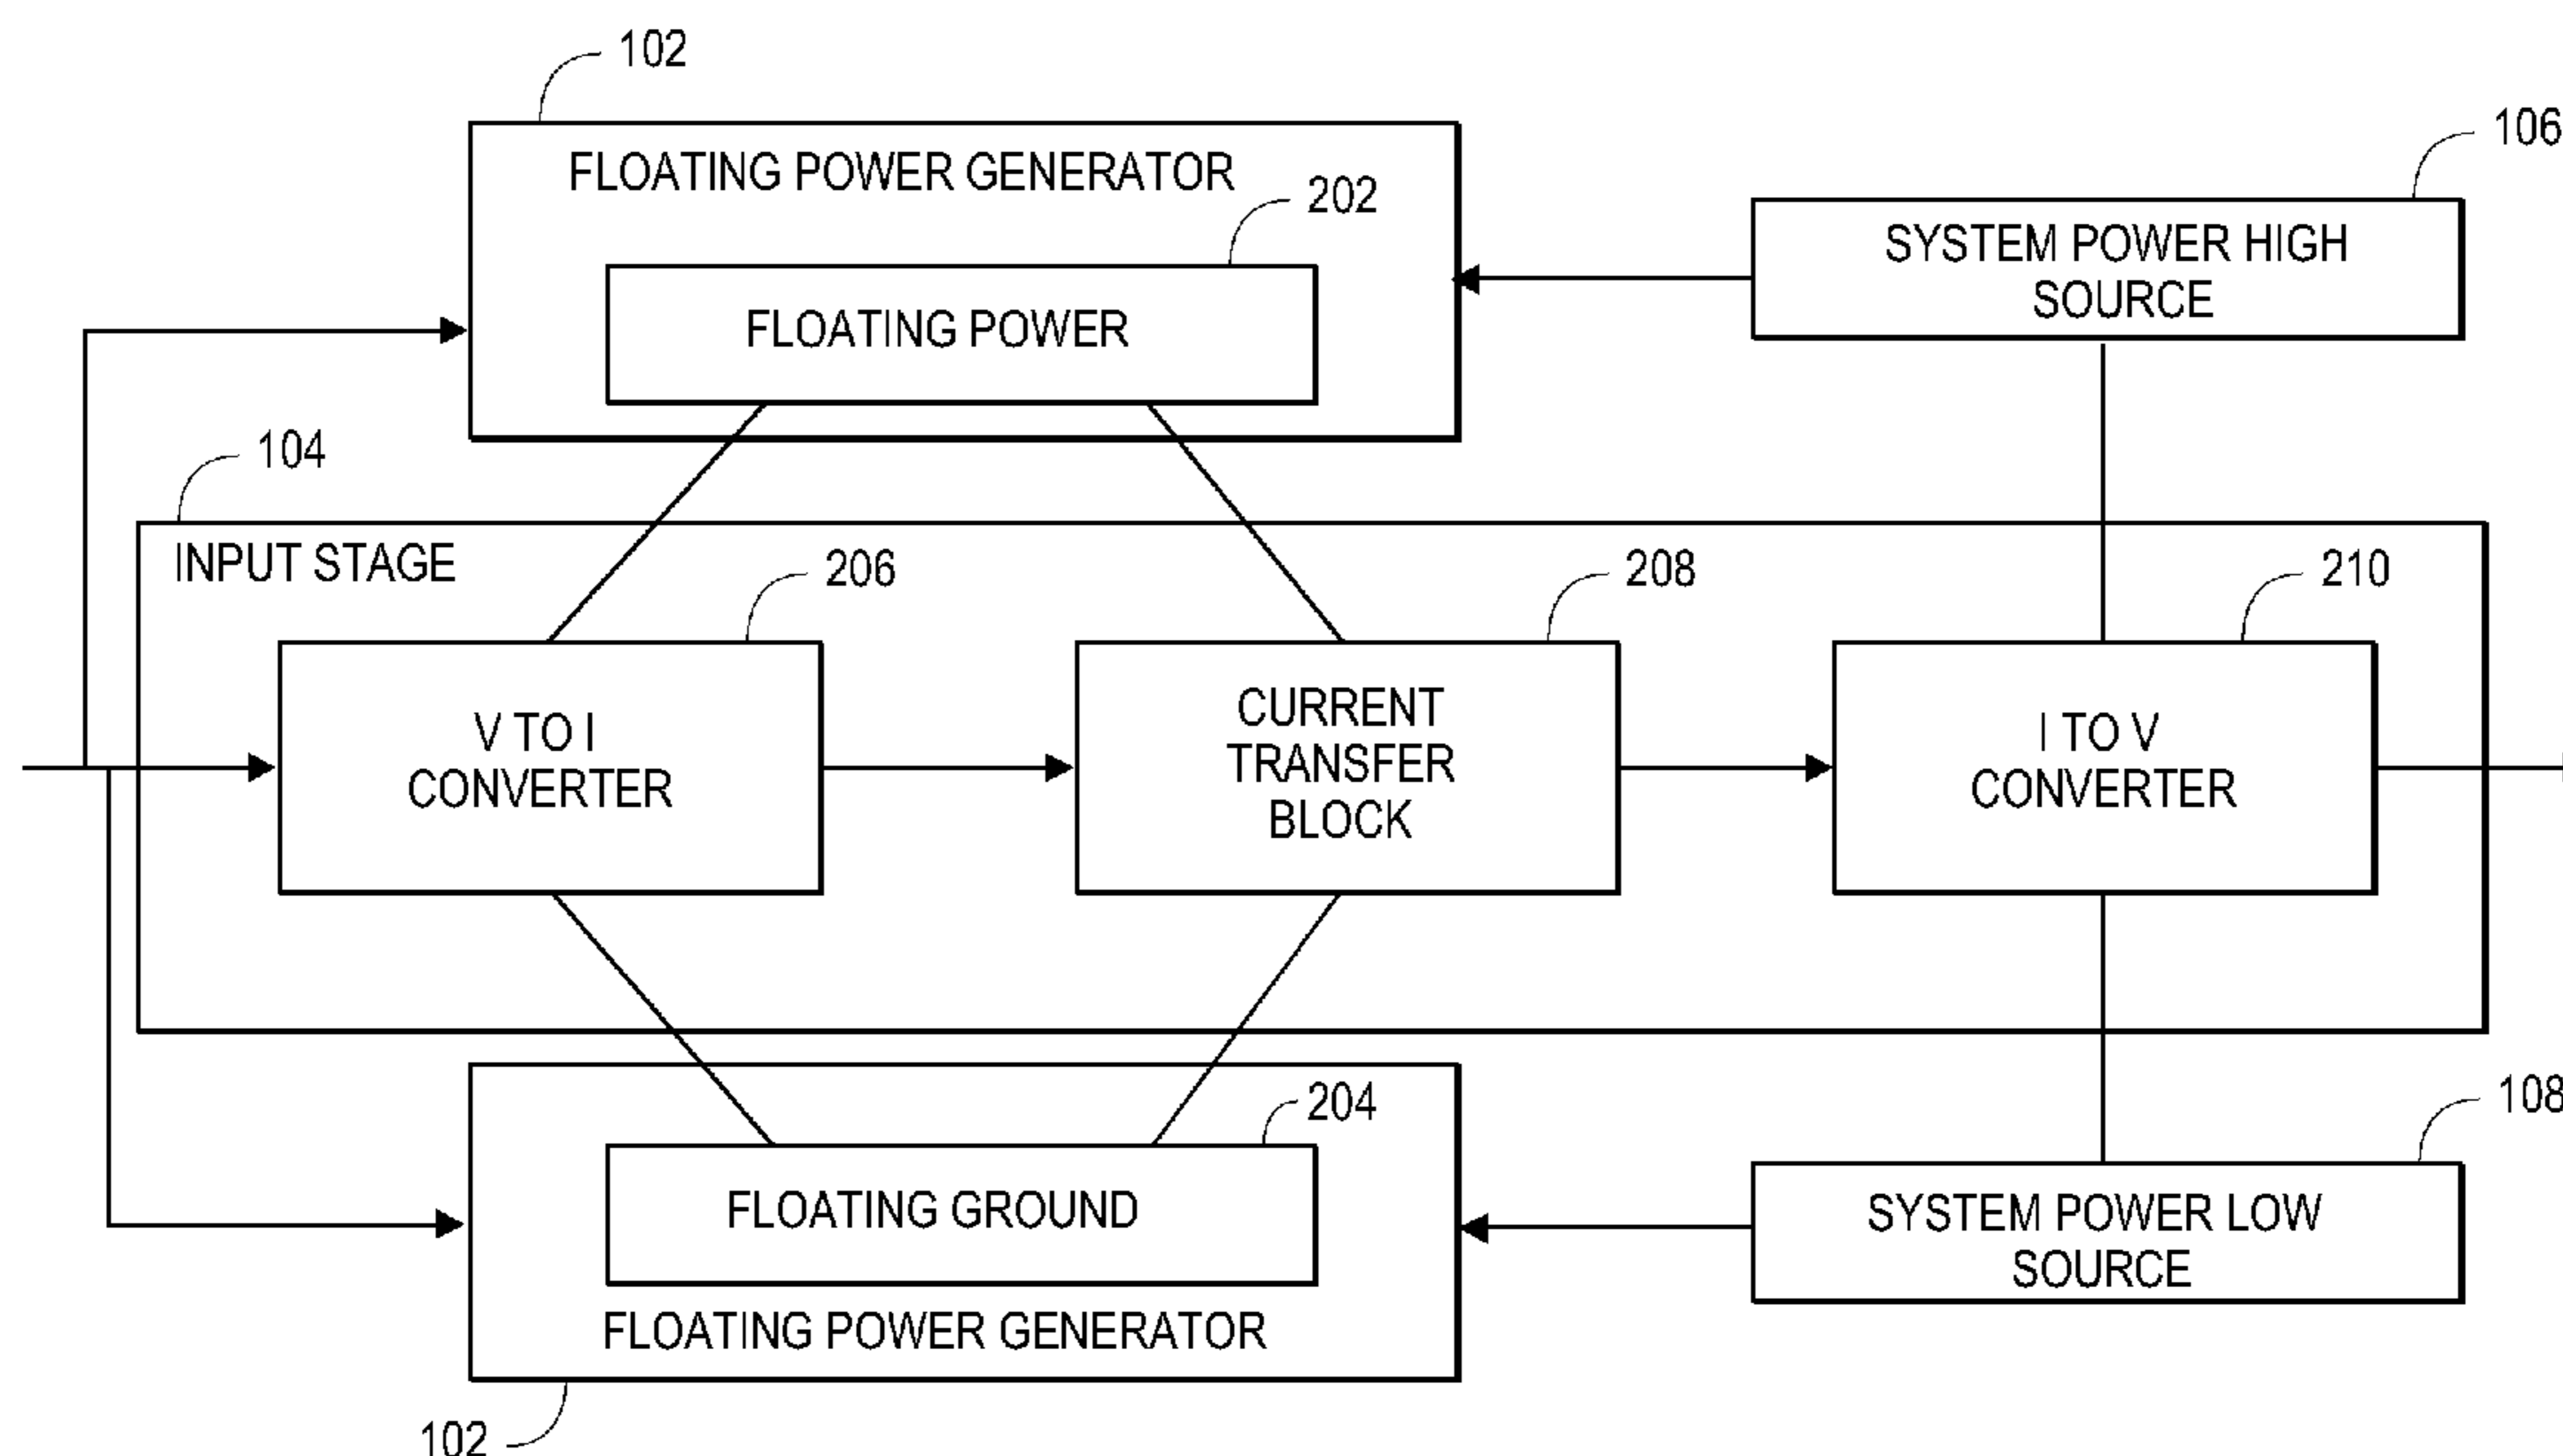 102
FLOATING POWER GENERATOR
202
FLOATING POWER
106
SYSTEM POWER HIGH
SOURCE
104
INPUT STAGE
206
V TO I
CONVERTER
208
CURRENT
TRANSFER
BLOCK
210
I TO V
CONVERTER
204
FLOATING GROUND
FLOATING POWER GENERATOR
102
108
SYSTEM POWER LOW
SOURCE